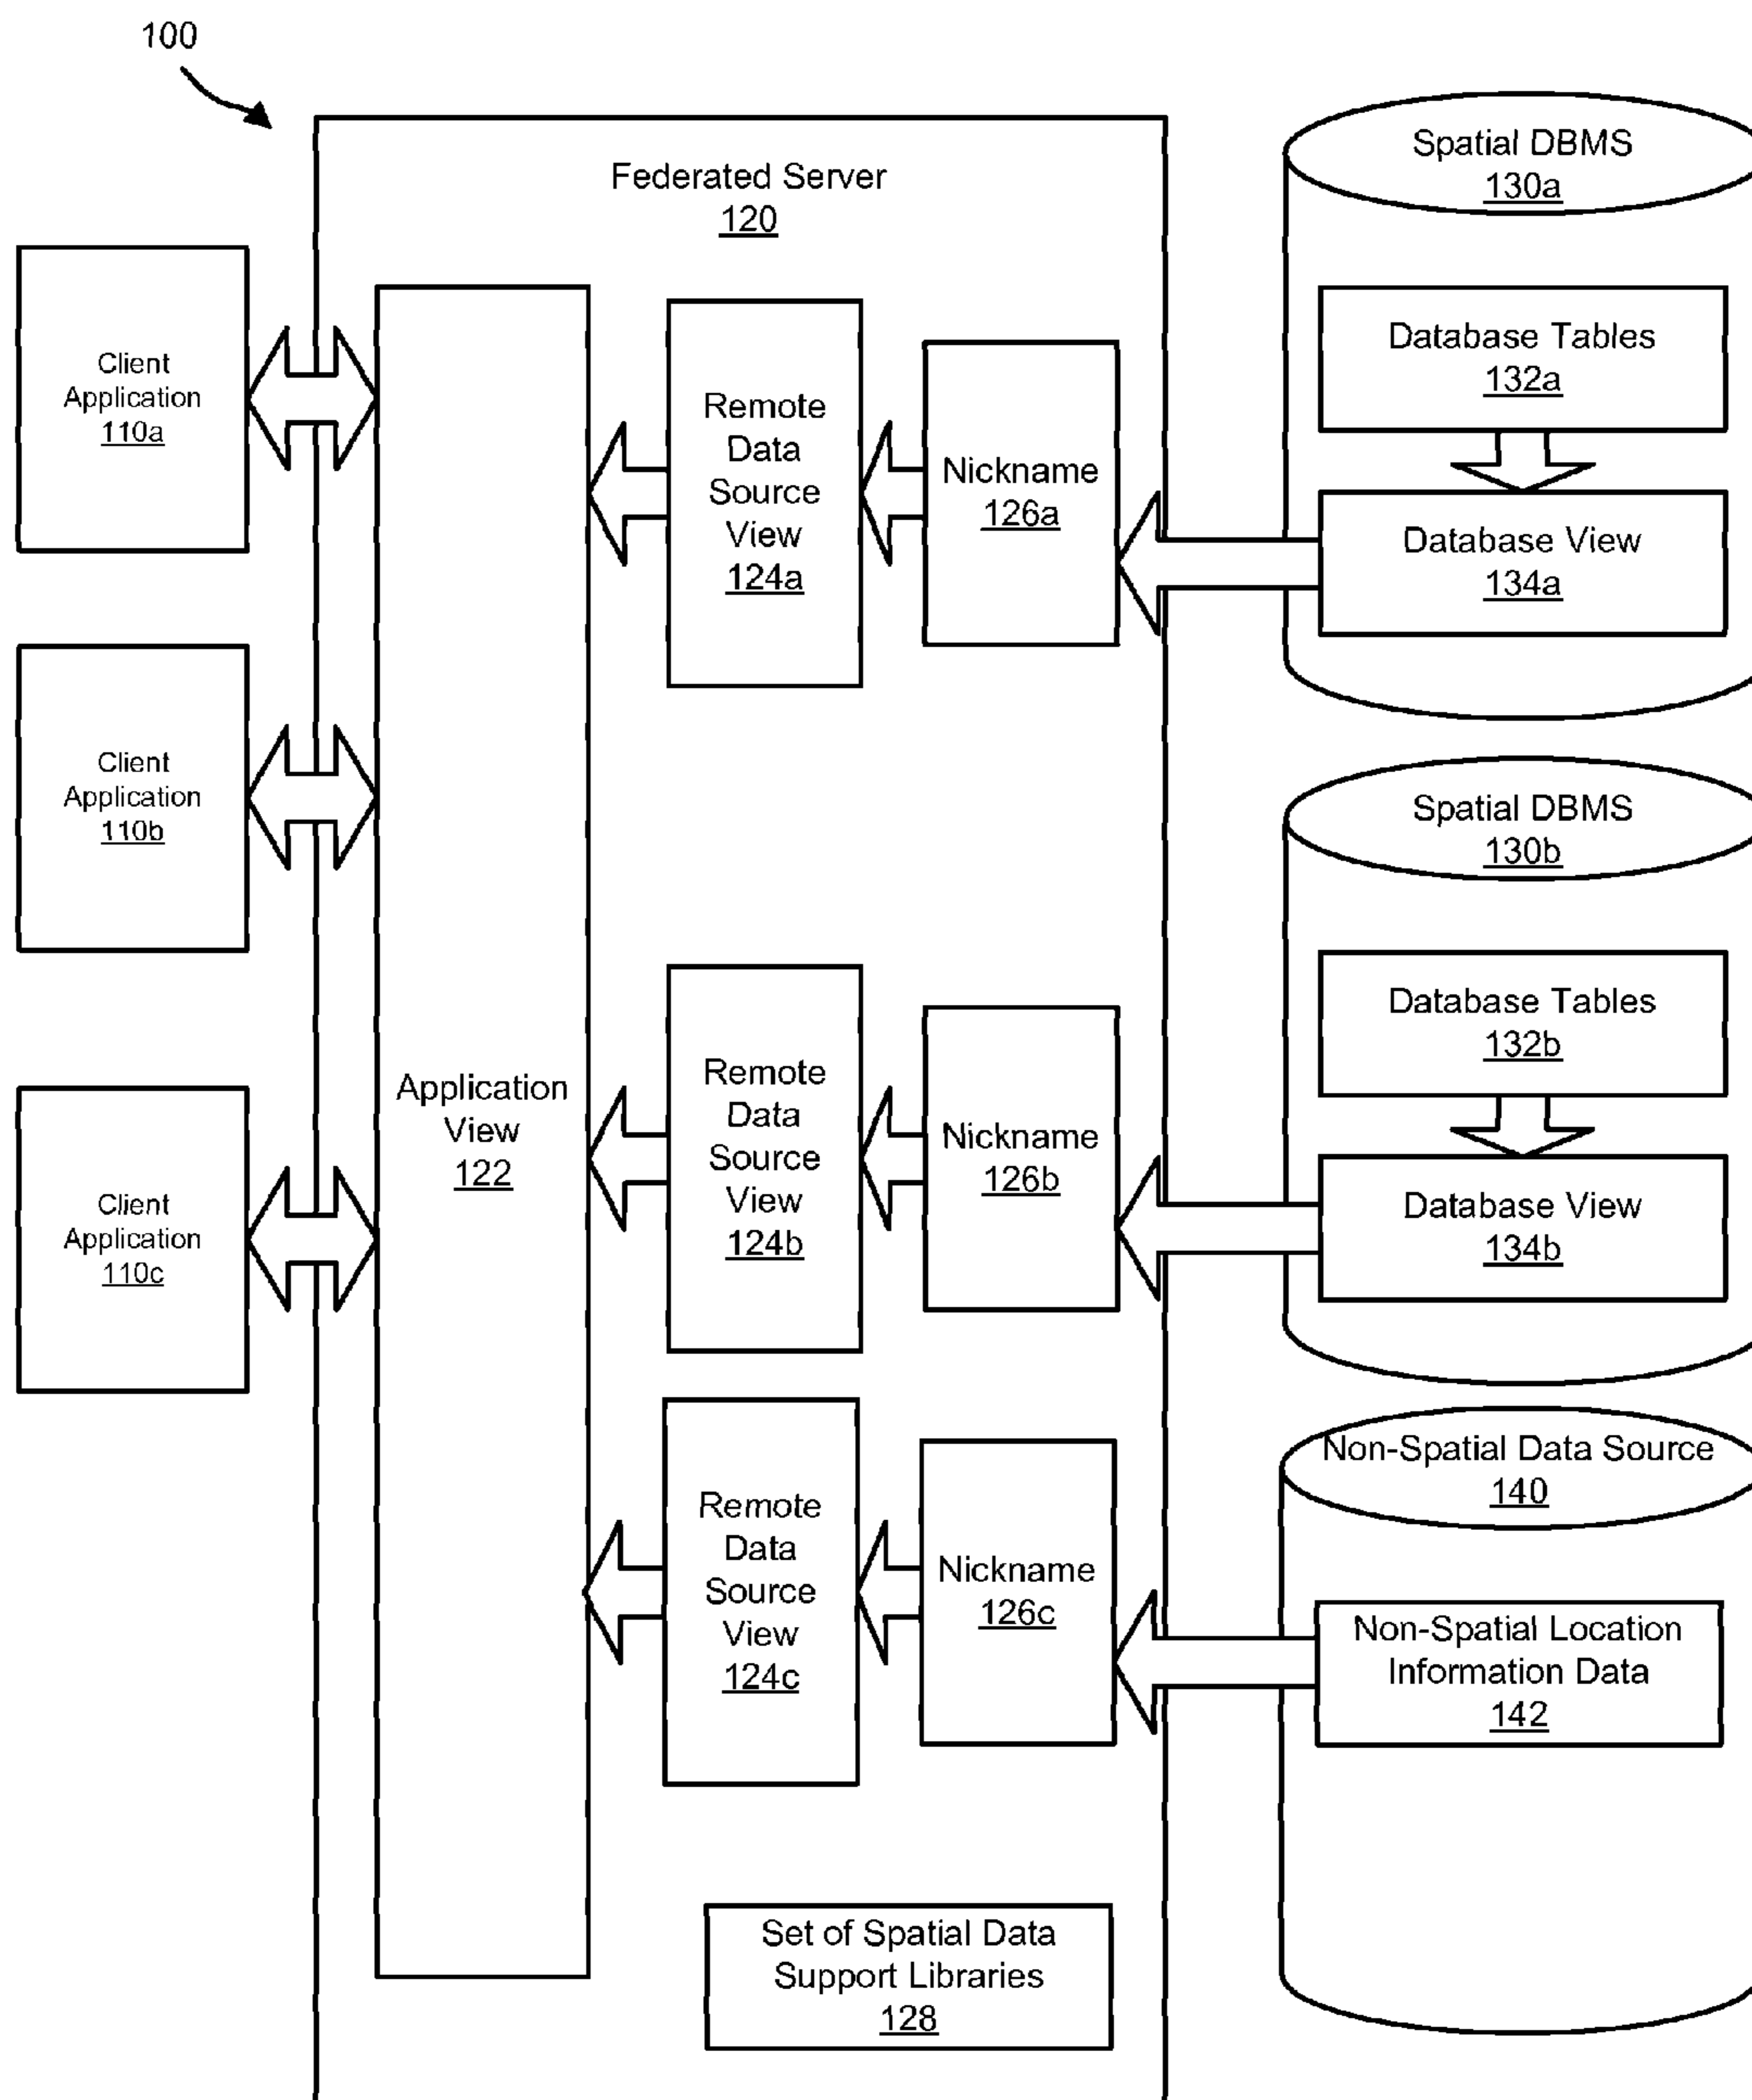 100
Federated Server
120
Spatial DBMS
130a
Client
Application
110a
Remote
Data
Source
View
124a
Nickname
126a
Database Tables
132a
Database View
134a
Client
Application
110b
Spatial DBMS
130b
Client
Application
110c
Application
View
122
Remote
Data
Source
View
124b
Nickname
126b
Database Tables
132b
Database View
134b
Non-Spatial Data Source
140
Remote
Data
Source
View
124c
Nickname
126c
Non-Spatial Location
Information Data
142
Set of Spatial Data
Support Libraries
128